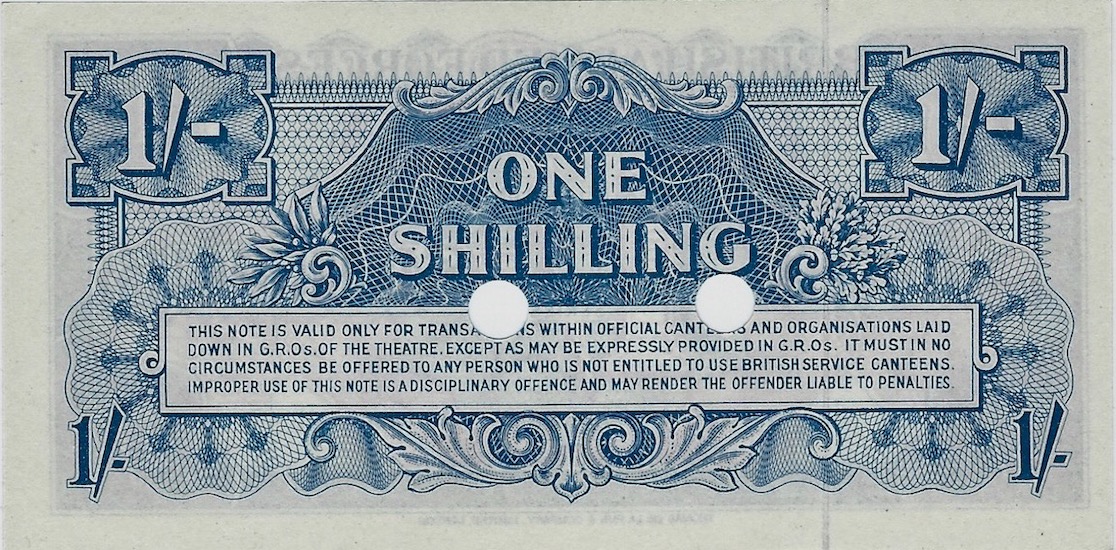 1/- 1/-
ONE
SHILLING
THIS NOTE IS VALID ONLY FOR TRANSA NS WITHIN OFFICIAL CANTE S AND ORGANISATIONS LAID
DOWN IN G.R.Os. OF THE THEATRE. EXCEPT AS MAY BE EXPRESSLY PROVIDED IN G.R.Os. IT MUST IN NO
CIRCUMSTANCES BE OFFERED TO ANY PERSON WHO IS NOT ENTITLED TO USE BRITISH SERVICE CANTEENS.
IMPROPER USE OF THIS NOTE IS A DISCIPLINARY OFFENCE AND MAY RENDER THE OFFENDER LIABLE TO PENALTIES.
1/- 1/-